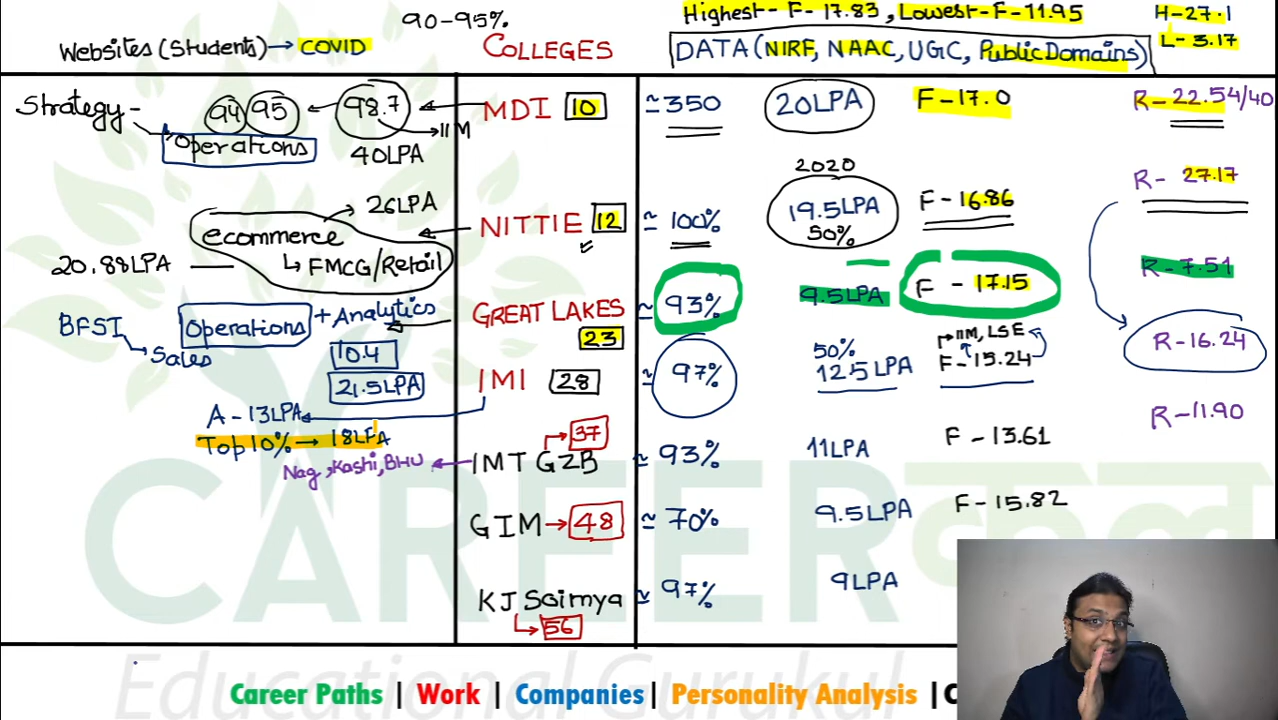 90-95%
Highest- F- 17.83, Lowest-F-11.95
H-27.1
L- 3.17
Websites (Students) → COVID
COLLEGES
DATA (NIRF, NAAC, UGC, Public Domains)
Strategy -
94 95 ← 98.7
→ IIM
Operations
40LPA
MDI 10
≃ 350
20LPA
F-17.0
R- 22.54/40
26LPA
ecommerce
↳ FMCG/Retail
20.88LPA
NITTIE 12
≃ 100%
2020
19.5LPA
50%
F-16.86
R- 27.17
BFSI
↳ Sales
Operations + Analytics
10.4
21.5LPA
GREAT LAKES
23
≃ 93%
9.5LPA
F - 17.15
R-7.51
A-13LPA
Top 10% → 18LPA
IMI 28
≃ 97%
50%
12.5LPA
IIM, LSE
F-15.24
R-16.24
Nag, Kashi, BHU
IMT GZB
37
≃ 93%
11LPA
F - 13.61
R-11.90
GIM → 48
≃ 70%
9.5LPA
F-15.82
KJ Soimya
→ 56
≃ 97%
9LPA
CAREER
Educational Gurukul
Career Paths | Work | Companies | Personality Analysis | C